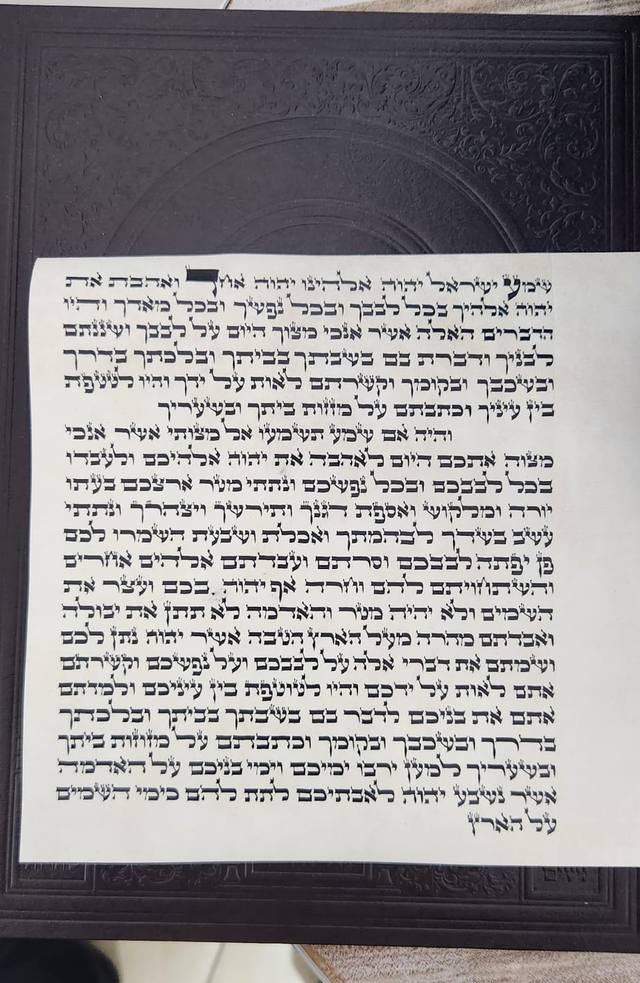 שמע ישראל יהוה אלהינו יהוה אחד ואהבת את
יהוה אלהיך בכל לבבך ובכל נפשך ובכל מאדך והיו
הדברים האלה אשר אנכי מצוך היום על לבבך ושננתם
לבניך ודברת בם בשבתך בביתך ובלכתך בדרך
ובשכבך ובקומך וקשרתם לאות על ידך והיו לטטפת
בין עיניך וכתבתם על מזזות ביתך ובשעריך
והיה אם שמע תשמעו אל מצותי אשר אנכי
מצוה אתכם היום לאהבה את יהוה אלהיכם ולעבדו
בכל לבבכם ובכל נפשכם ונתתי מטר ארצכם בעתו
יורה ומלקוש ואספת דגנך ותירשך ויצהרך ונתתי
עשב בשדך לבהמתך ואכלת ושבעת השמרו לכם
פן יפתה לבבכם וסרתם ועבדתם אלהים אחרים
והשתחויתם להם וחרה אף יהוה בכם ועצר את
השמים ולא יהיה מטר והאדמה לא תתן את יבולה
ואבדתם מהרה מעל הארץ הטבה אשר יהוה נתן לכם
ושמתם את דברי אלה על לבבכם ועל נפשכם וקשרתם
אתם לאות על ידכם והיו לטוטפת בין עיניכם ולמדתם
אתם את בניכם לדבר בם בשבתך בביתך ובלכתך
בדרך ובשכבך ובקומך וכתבתם על מזוזות ביתך
ובשעריך למען ירבו ימיכם וימי בניכם על האדמה
אשר נשבע יהוה לאבתיכם לתת להם כימי השמים
על הארץ
נשים